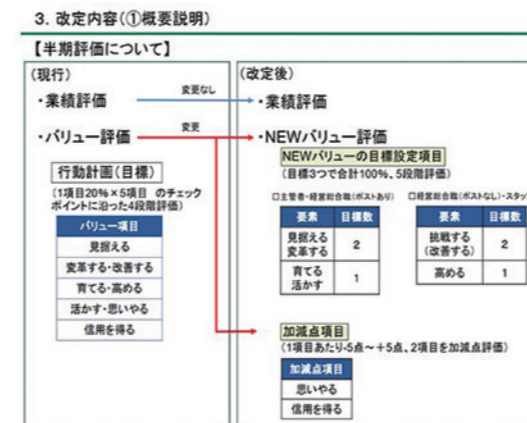 3. 改定内容(①概要説明)
【半期評価について】
(現行)
・業績評価
変更なし
・バリュー評価
変更
行動計画(目標)
(1項目20%×5項目 のチェック
ポイントに沿った4段階評価)
バリュー項目
見据える
変革する・改善する
育てる・高める
活かす・思いやる
信用を得る
(改定後)
・業績評価
・NEWバリュー評価
NEWバリューの目標設定項目
(目標3つで合計100%、5段階評価)
□主管者・経営総合職(ポストあり)
要素 目標数
見据える
変革する 2
育てる
活かす 1
□経営総合職(ポストなし)・スタッ
要素 目標数
挑戦する
(改善する) 2
高める 1
加減点項目
(1項目あたり-5点～+5点、2項目を加減点評価)
加減点項目
思いやる
信用を得る